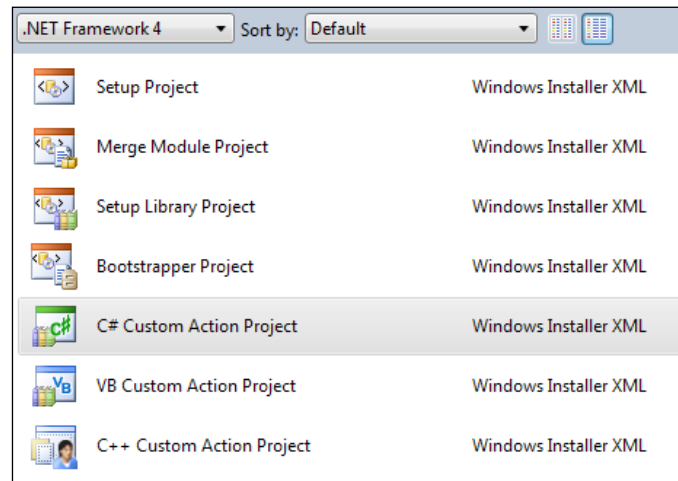 .NET Framework 4 Sort by: Default
Setup Project Windows Installer XML
Merge Module Project Windows Installer XML
Setup Library Project Windows Installer XML
Bootstrapper Project Windows Installer XML
C# Custom Action Project Windows Installer XML
VB Custom Action Project Windows Installer XML
C++ Custom Action Project Windows Installer XML